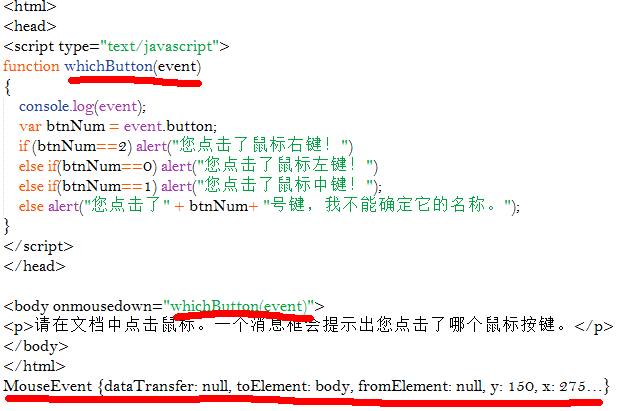 <html>
<head>
<script type="text/javascript">
function whichButton(event)
{
console.log(event);
var btnNum = event.button;
if (btnNum==2) alert("您点击了鼠标右键！")
else if(btnNum==0) alert("您点击了鼠标左键！")
else if(btnNum==1) alert("您点击了鼠标中键！");
else alert("您点击了" + btnNum+ "号键，我不能确定它的名称。");
}
</script>
</head>
<body onmousedown="whichButton(event)">
<p>请在文档中点击鼠标。一个消息框会提示出您点击了哪个鼠标按键。</p>
</body>
</html>
MouseEvent {dataTransfer: null, toElement: body, fromElement: null, y: 150, x: 275…}